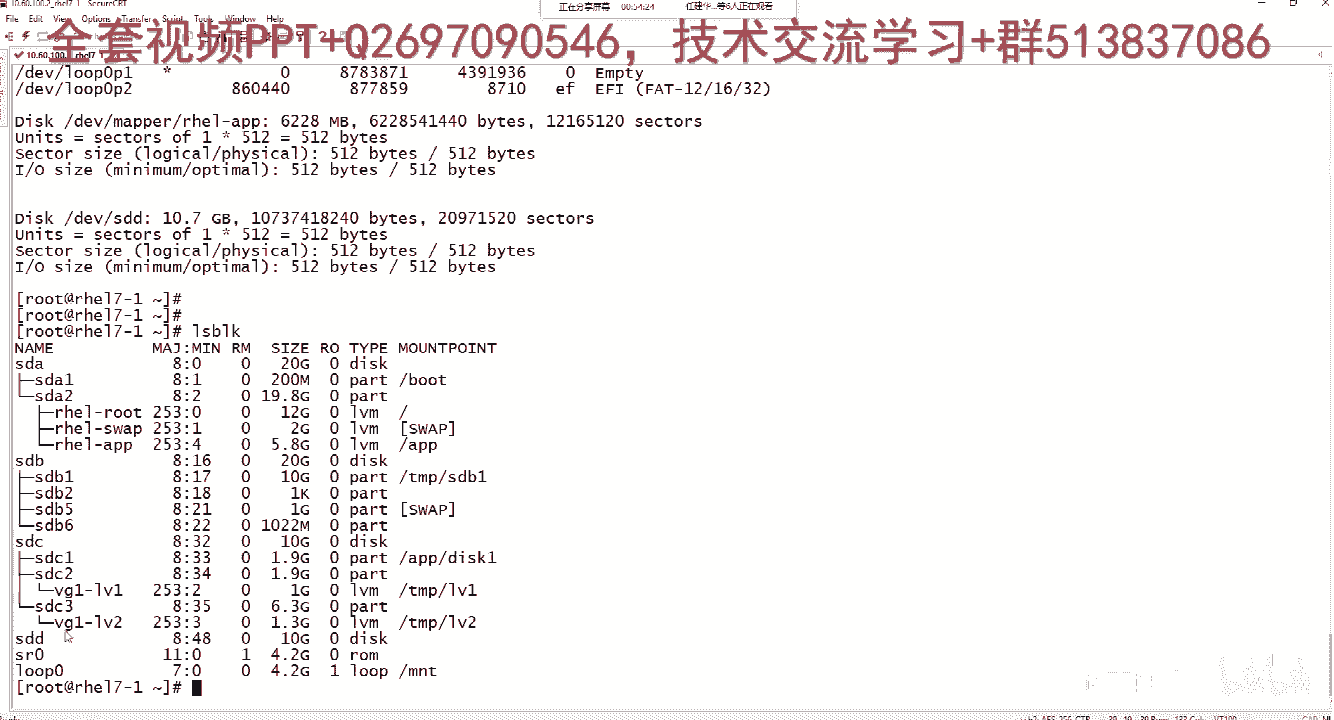 10.60.100.2_rhel7 - SecureCRT
正在分享屏幕 00:54:24 任建华...等6人正在观看
File Edit View Options Transfer Script Tools Window Help
全套视频PPT+Q2697090546，技术交流学习+群513837086
/dev/loop0p1   *           0     8783871     4391936    0  Empty
/dev/loop0p2          860440      877859        8710   ef  EFI (FAT-12/16/32)
Disk /dev/mapper/rhel-app: 6228 MB, 6228541440 bytes, 12165120 sectors
Units = sectors of 1 * 512 = 512 bytes
Sector size (logical/physical): 512 bytes / 512 bytes
I/O size (minimum/optimal): 512 bytes / 512 bytes
Disk /dev/sdd: 10.7 GB, 10737418240 bytes, 20971520 sectors
Units = sectors of 1 * 512 = 512 bytes
Sector size (logical/physical): 512 bytes / 512 bytes
I/O size (minimum/optimal): 512 bytes / 512 bytes
[root@rhel7-1 ~]#
[root@rhel7-1 ~]#
[root@rhel7-1 ~]# lsblk
NAME            MAJ:MIN RM   SIZE RO TYPE MOUNTPOINT
sda               8:0    0    20G  0 disk
├─sda1            8:1    0   200M  0 part /boot
└─sda2            8:2    0  19.8G  0 part
  ├─rhel-root   253:0    0    12G  0 lvm  /
  ├─rhel-swap   253:1    0     2G  0 lvm  [SWAP]
  └─rhel-app    253:4    0   5.8G  0 lvm  /app
sdb               8:16   0    20G  0 disk
├─sdb1            8:17   0    10G  0 part /tmp/sdb1
├─sdb2            8:18   0     1K  0 part
├─sdb5            8:21   0     1G  0 part [SWAP]
└─sdb6            8:22   0  1022M  0 part
sdc               8:32   0    10G  0 disk
├─sdc1            8:33   0   1.9G  0 part /app/disk1
├─sdc2            8:34   0   1.9G  0 part
│ └─vg1-lv1     253:2    0     1G  0 lvm  /tmp/lv1
└─sdc3            8:35   0   6.3G  0 part
  └─vg1-lv2     253:3    0   1.3G  0 lvm  /tmp/lv2
sdd               8:48   0    10G  0 disk
sr0              11:0    1   4.2G  0 rom
loop0             7:0    0   4.2G  1 loop /mnt
[root@rhel7-1 ~]#